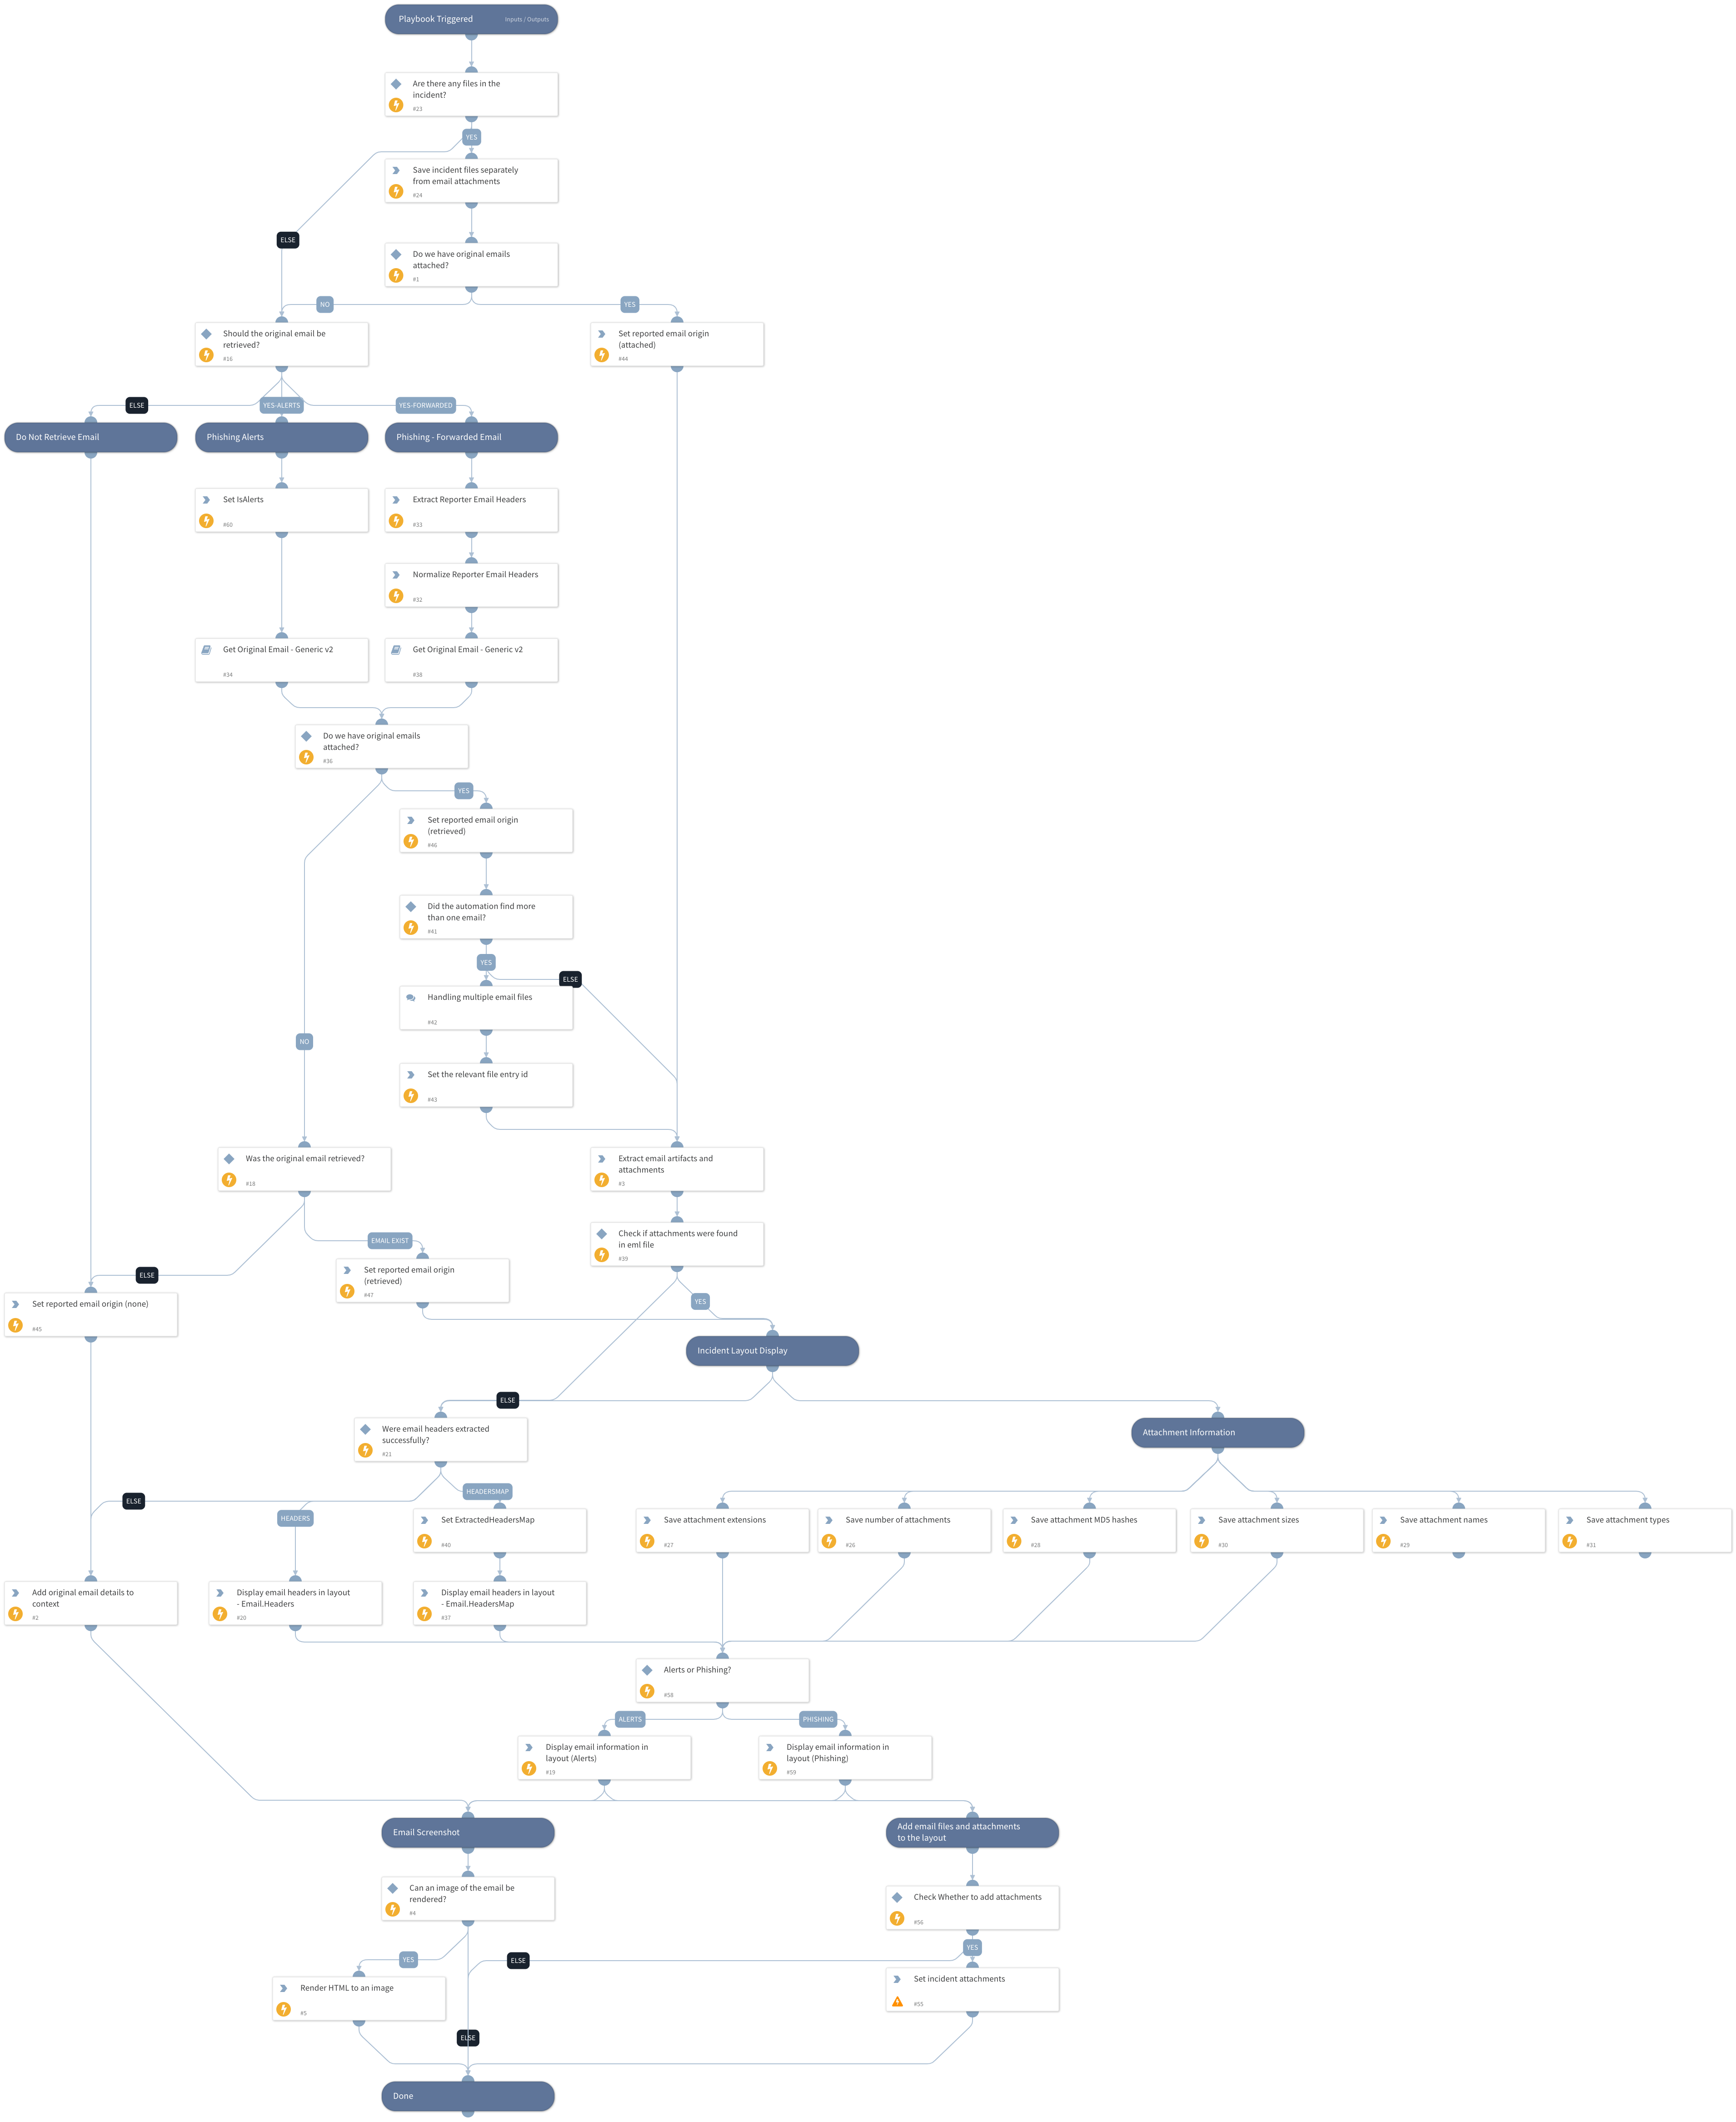 Playbook Triggered
Inputs / Outputs
Are there any files in the
incident?
#23
YES
Save incident files separately
from email attachments
#24
ELSE
Do we have original emails
attached?
#1
NO
YES
Should the original email be
retrieved?
#16
Set reported email origin
(attached)
#44
ELSE
YES-ALERTS
YES-FORWARDED
Do Not Retrieve Email
Phishing Alerts
Phishing - Forwarded Email
Set IsAlerts
#60
Extract Reporter Email Headers
#33
Normalize Reporter Email Headers
#32
Get Original Email - Generic v2
#34
Get Original Email - Generic v2
#38
Do we have original emails
attached?
#36
YES
Set reported email origin
(retrieved)
#46
Did the automation find more
than one email?
#41
YES
ELSE
Handling multiple email files
#42
NO
Set the relevant file entry id
#43
Was the original email retrieved?
#18
Extract email artifacts and
attachments
#3
Check if attachments were found
in eml file
#39
EMAIL EXIST
Set reported email origin
(retrieved)
#47
ELSE
Set reported email origin (none)
#45
YES
Incident Layout Display
ELSE
Were email headers extracted
successfully?
#21
Attachment Information
ELSE
HEADERS
HEADERSMAP
Set ExtractedHeadersMap
#40
Save attachment extensions
#27
Save number of attachments
#26
Save attachment MD5 hashes
#28
Save attachment sizes
#30
Save attachment names
#29
Save attachment types
#31
Add original email details to
context
#2
Display email headers in layout
- Email.Headers
#20
Display email headers in layout
- Email.HeadersMap
#37
Alerts or Phishing?
#58
ALERTS
PHISHING
Display email information in
layout (Alerts)
#19
Display email information in
layout (Phishing)
#59
Email Screenshot
Add email files and attachments
to the layout
Can an image of the email be
rendered?
#4
Check Whether to add attachments
#56
YES
ELSE
YES
Render HTML to an image
#5
Set incident attachments
#55
ELSE
Done